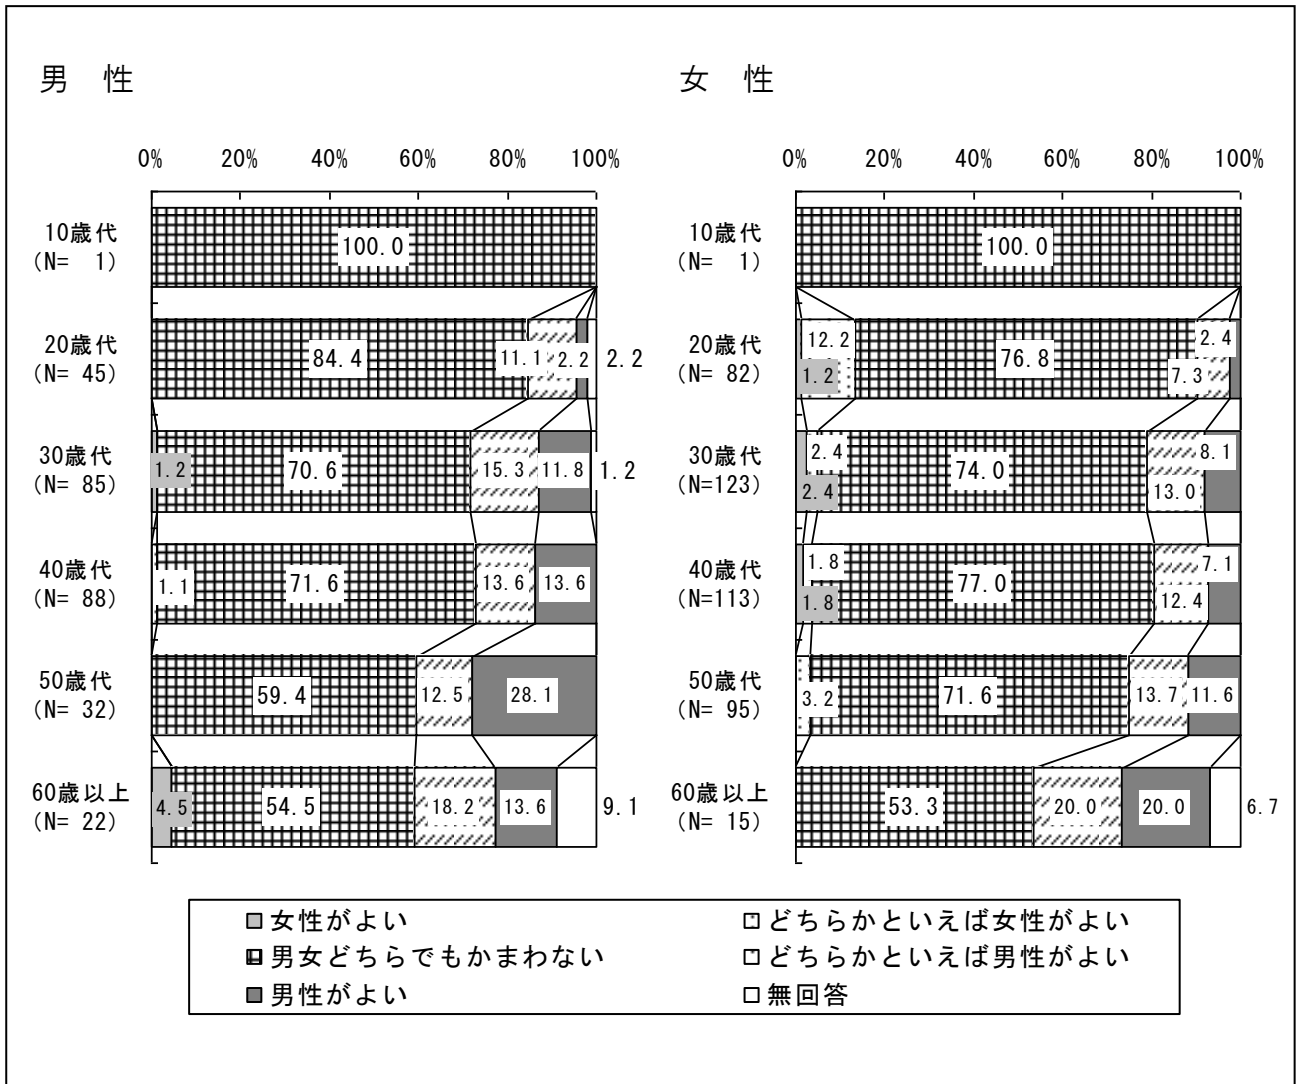 男 性
0% 20% 40% 60% 80% 100%
10歳代
(N= 1)
100.0
20歳代
(N= 45)
84.4 11.1 2.2 2.2
30歳代
(N= 85)
1.2 70.6 15.3 11.8 1.2
40歳代
(N= 88)
1.1 71.6 13.6 13.6
50歳代
(N= 32)
59.4 12.5 28.1
60歳以上
(N= 22)
4.5 54.5 18.2 13.6 9.1
女 性
0% 20% 40% 60% 80% 100%
10歳代
(N= 1)
100.0
20歳代
(N= 82)
12.2 2.4
1.2 76.8 7.3
30歳代
(N=123)
2.4 8.1
2.4 74.0 13.0
40歳代
(N=113)
1.8 7.1
1.8 77.0 12.4
50歳代
(N= 95)
3.2 71.6 13.7 11.6
60歳以上
(N= 15)
53.3 20.0 20.0 6.7
女性がよい
どちらかといえば女性がよい
男女どちらでもかまわない
どちらかといえば男性がよい
男性がよい
無回答